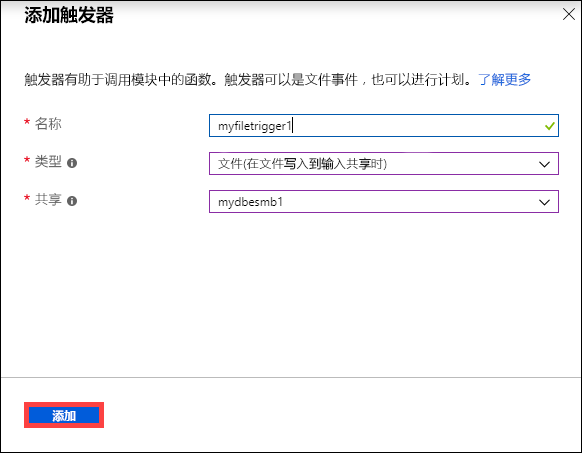 添加触发器
触发器有助于调用模块中的函数。触发器可以是文件事件，也可以进行计划。了解更多
* 名称
myfiletrigger1
* 类型
文件(在文件写入到输入共享时)
* 共享
mydbesmb1
添加